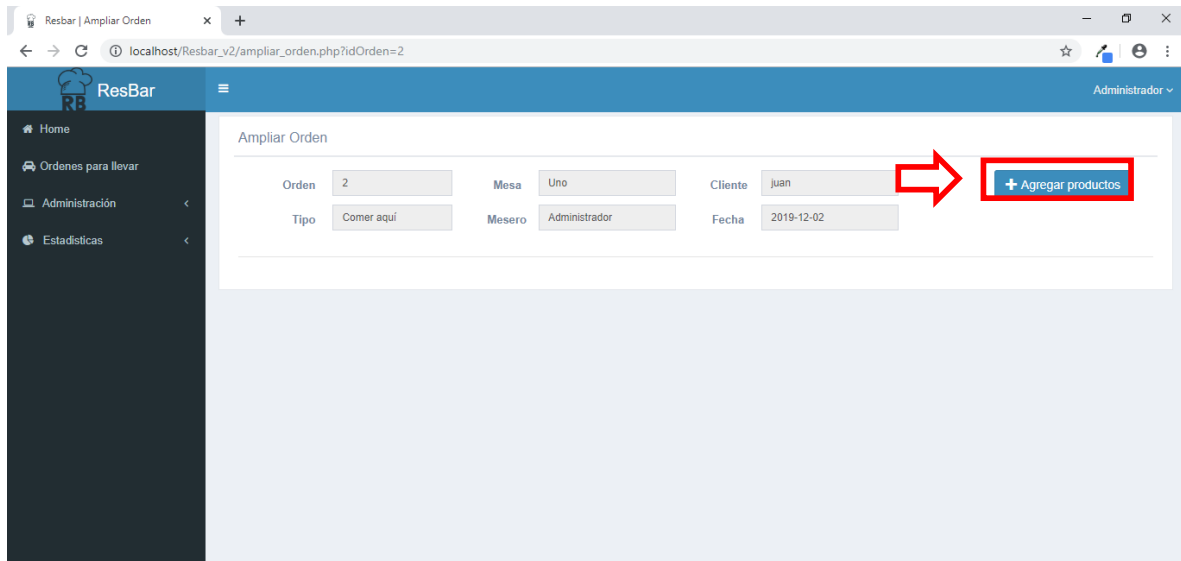 Resbar | Ampliar Orden
localhost/Resbar_v2/ampliar_orden.php?idOrden=2
RB ResBar
Administrador
Home
Ordenes para llevar
Administración
Estadisticas
Ampliar Orden
Orden 2 Mesa Uno Cliente juan + Agregar productos
Tipo Comer aquí Mesero Administrador Fecha 2019-12-02